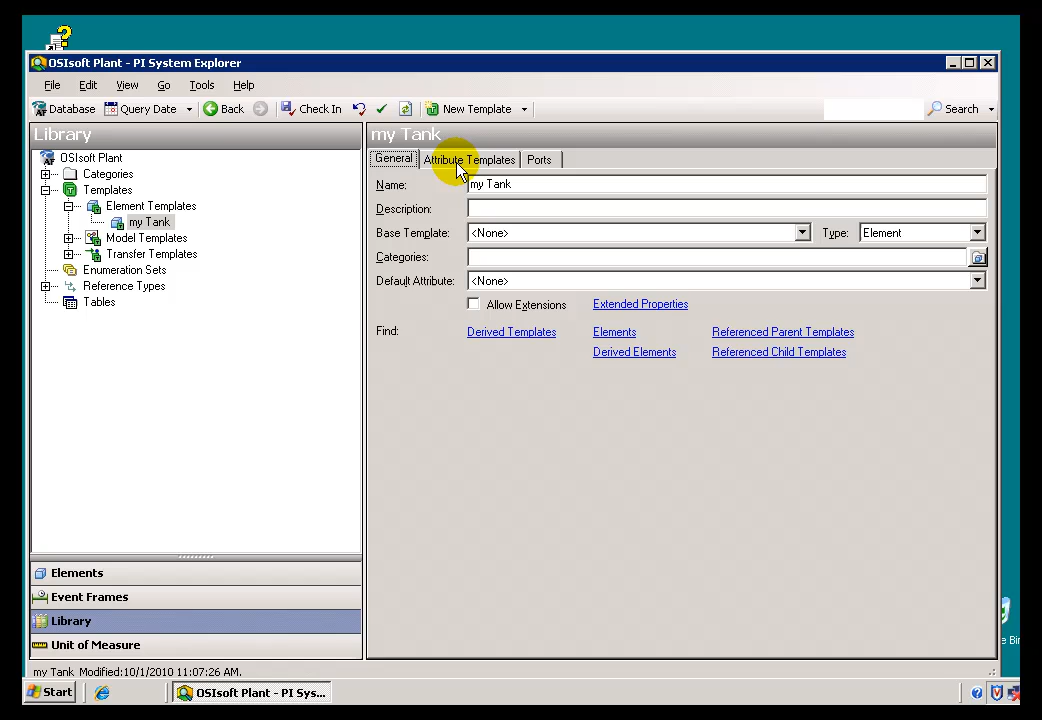 OSIsoft Plant - PI System Explorer
File Edit View Go Tools Help
Database Query Date Back Check In New Template Search
Library
my Tank
OSIsoft Plant
Categories
Templates
Element Templates
my Tank
Model Templates
Transfer Templates
Enumeration Sets
Reference Types
Tables
General Attribute Templates Ports
Name: my Tank
Description:
Base Template: <None> Type: Element
Categories:
Default Attribute: <None>
Allow Extensions Extended Properties
Find: Derived Templates Elements Referenced Parent Templates
Derived Elements Referenced Child Templates
Elements
Event Frames
Library
Unit of Measure
my Tank Modified:10/1/2010 11:07:26 AM.
Start OSIsoft Plant - PI Sys...